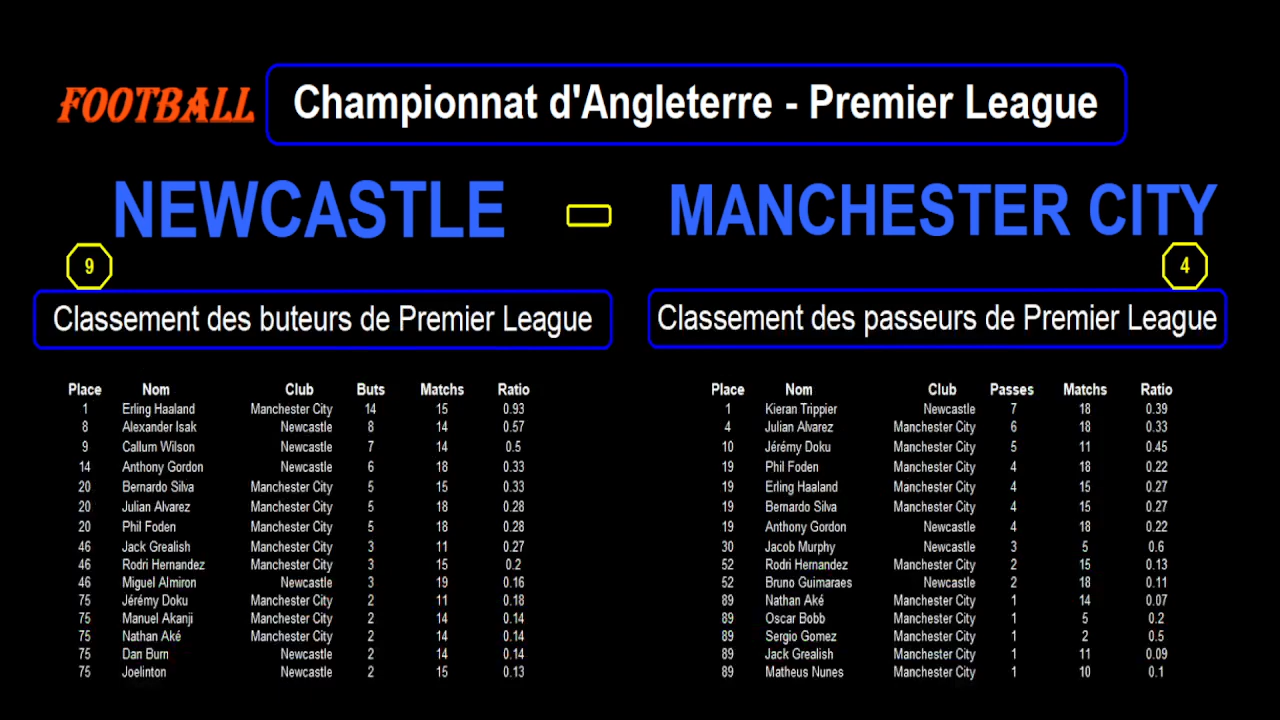 FOOTBALL Championnat d'Angleterre - Premier League
NEWCASTLE - MANCHESTER CITY
9 4
Classement des buteurs de Premier League
Place Nom Club Buts Matchs Ratio
1 Erling Haaland Manchester City 14 15 0.93
8 Alexander Isak Newcastle 8 14 0.57
9 Callum Wilson Newcastle 7 14 0.5
14 Anthony Gordon Newcastle 6 18 0.33
20 Bernardo Silva Manchester City 5 15 0.33
20 Julian Alvarez Manchester City 5 18 0.28
20 Phil Foden Manchester City 5 18 0.28
46 Jack Grealish Manchester City 3 11 0.27
46 Rodri Hernandez Manchester City 3 15 0.2
46 Miguel Almiron Newcastle 3 19 0.16
75 Jérémy Doku Manchester City 2 11 0.18
75 Manuel Akanji Manchester City 2 14 0.14
75 Nathan Aké Manchester City 2 14 0.14
75 Dan Burn Newcastle 2 14 0.14
75 Joelinton Newcastle 2 15 0.13
Classement des passeurs de Premier League
Place Nom Club Passes Matchs Ratio
1 Kieran Trippier Newcastle 7 18 0.39
4 Julian Alvarez Manchester City 6 18 0.33
10 Jérémy Doku Manchester City 5 11 0.45
19 Phil Foden Manchester City 4 18 0.22
19 Erling Haaland Manchester City 4 15 0.27
19 Bernardo Silva Manchester City 4 15 0.27
19 Anthony Gordon Newcastle 4 18 0.22
30 Jacob Murphy Newcastle 3 5 0.6
52 Rodri Hernandez Manchester City 2 15 0.13
52 Bruno Guimaraes Newcastle 2 18 0.11
89 Nathan Aké Manchester City 1 14 0.07
89 Oscar Bobb Manchester City 1 5 0.2
89 Sergio Gomez Manchester City 1 2 0.5
89 Jack Grealish Manchester City 1 11 0.09
89 Matheus Nunes Manchester City 1 10 0.1